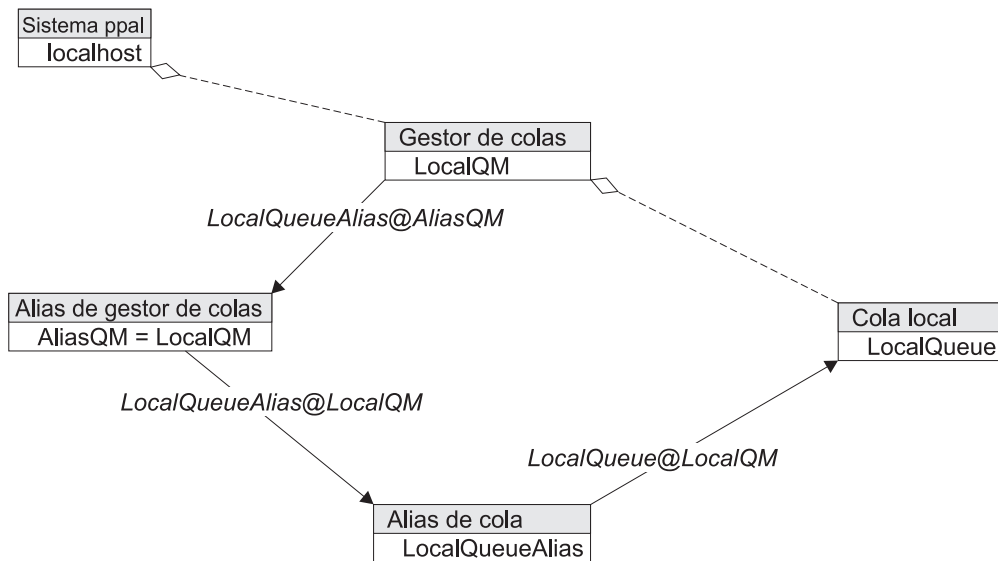 Sistema ppal
localhost
Gestor de colas
LocalQM
LocalQueueAlias@AliasQM
Alias de gestor de colas
AliasQM = LocalQM
Cola local
LocalQueue
LocalQueueAlias@LocalQM
LocalQueue@LocalQM
Alias de cola
LocalQueueAlias